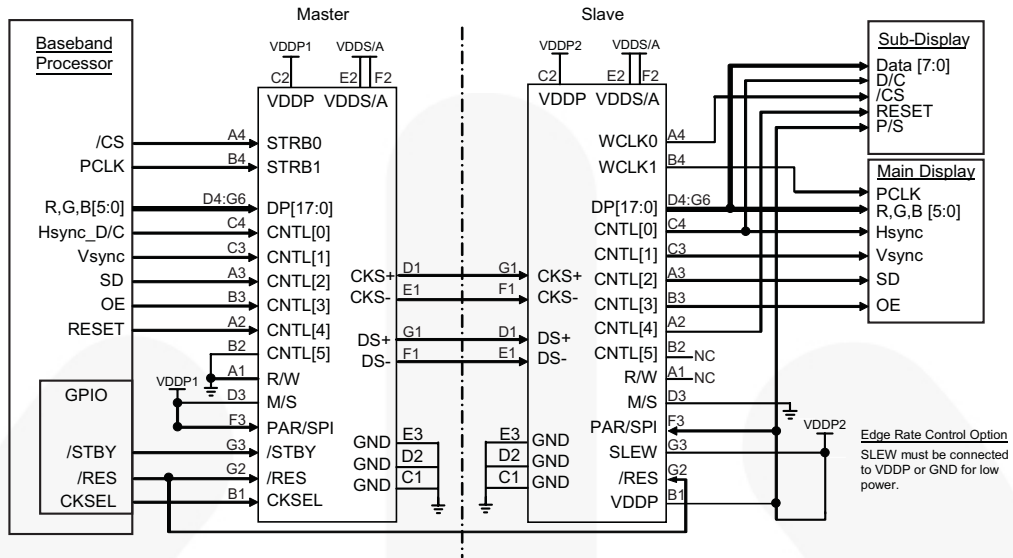 Master
Slave
Baseband
Processor
/CS
PCLK
R,G,B[5:0]
Hsync_D/C
Vsync
SD
OE
RESET
GPIO
/STBY
/RES
CKSEL
VDDP1
VDDS/A
C2
E2
F2
VDDP VDDS/A
A4
STRB0
B4
STRB1
D4:G6
DP[17:0]
C4
CNTL[0]
C3
CNTL[1]
A3
CNTL[2]
B3
CNTL[3]
A2
CNTL[4]
B2
CNTL[5]
A1
R/W
VDDP1
D3
M/S
F3
PAR/SPI
G3
/STBY
G2
/RES
B1
CKSEL
CKS+
D1
CKS-
E1
DS+
G1
DS-
F1
GND
E3
GND
D2
GND
C1
VDDP2
VDDS/A
C2
E2
F2
VDDP VDDS/A
G1
CKS+
F1
CKS-
D1
DS+
E1
DS-
E3
GND
D2
GND
C1
GND
WCLK0
A4
WCLK1
B4
DP[17:0]
D4:G6
CNTL[0]
C4
CNTL[1]
C3
CNTL[2]
A3
CNTL[3]
B3
CNTL[4]
A2
CNTL[5]
B2
NC
R/W
A1
NC
M/S
D3
PAR/SPI
F3
SLEW
G3
/RES
G2
VDDP
B1
VDDP2
Sub-Display
Data [7:0]
D/C
/CS
RESET
P/S
Main Display
PCLK
R,G,B [5:0]
Hsync
Vsync
SD
OE
Edge Rate Control Option
SLEW must be connected
to VDDP or GND for low
power.